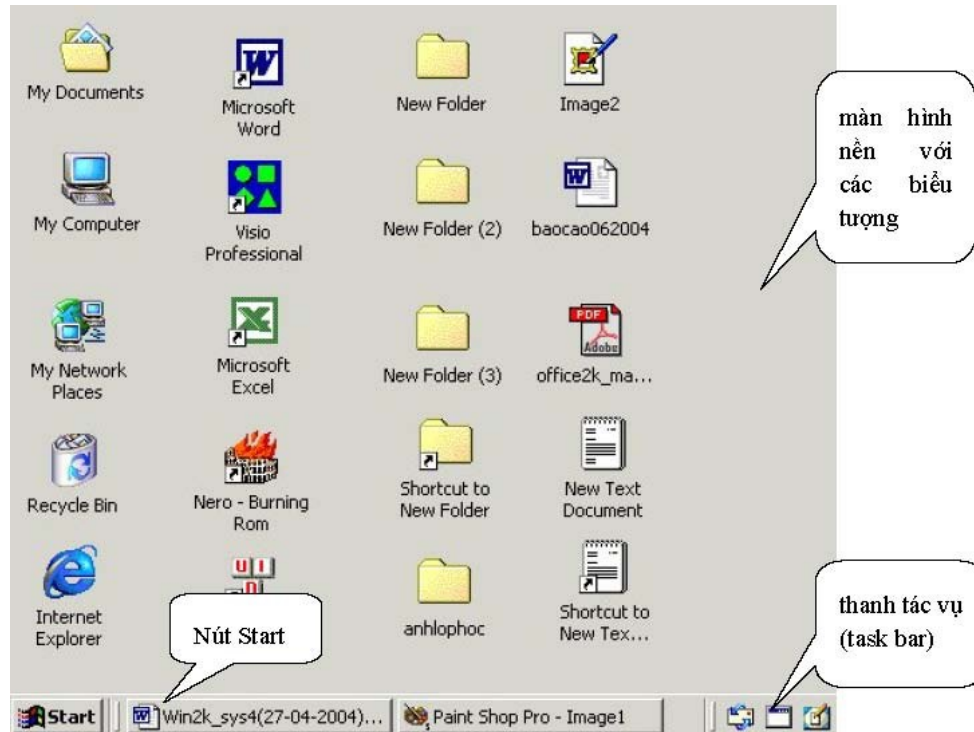 My Documents
Microsoft
Word
New Folder
Image2
màn hình
nền với
các biểu
tượng
My Computer
Visio
Professional
New Folder (2)
baocao062004
My Network
Places
Microsoft
Excel
New Folder (3)
office2k_ma...
PDF
Adobe
Recycle Bin
Nero - Burning
Rom
Shortcut to
New Folder
New Text
Document
Internet
Explorer
U I
n
Nút Start
anhlophoc
Shortcut to
New Tex...
thanh tác vụ
(task bar)
Start
Win2k_sys4(27-04-2004)...
Paint Shop Pro - Image1